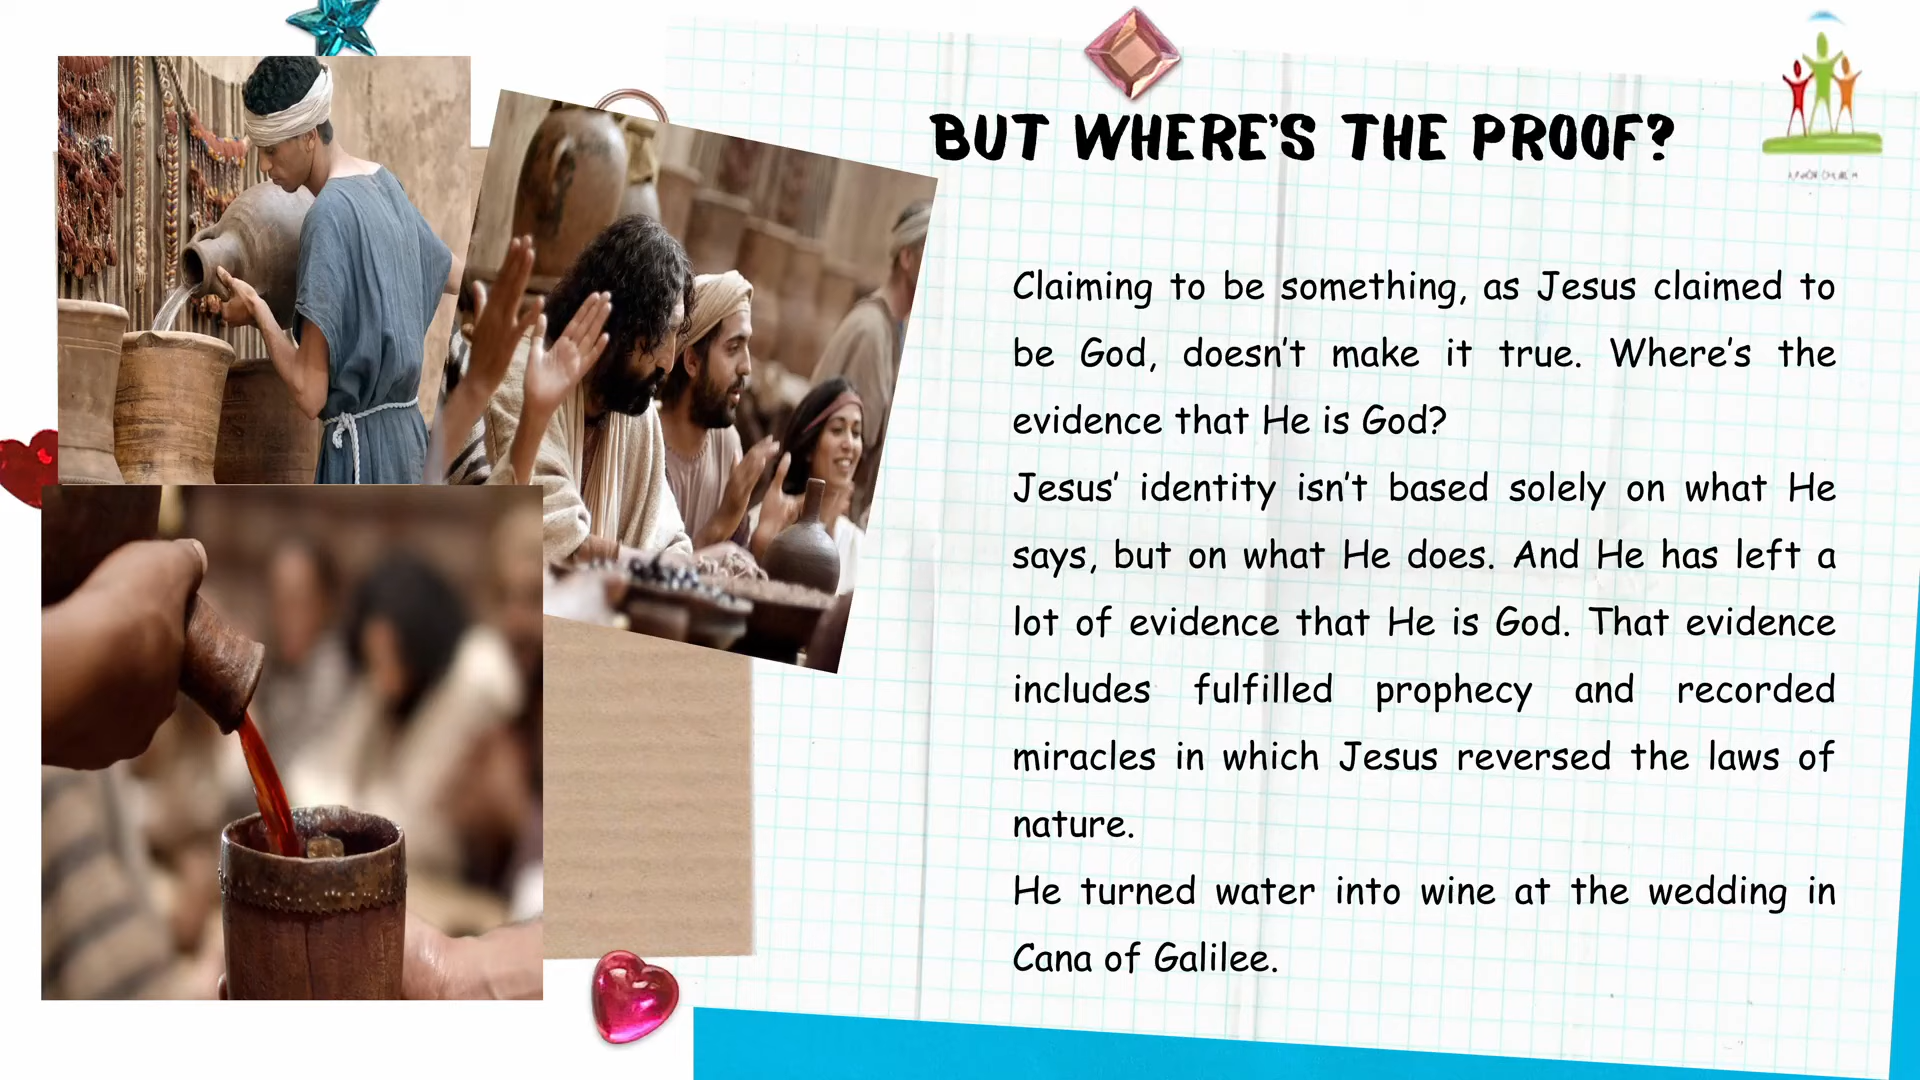 BUT WHERE'S THE PROOF?
Claiming to be something, as Jesus claimed to
be God, doesn't make it true. Where's the
evidence that He is God?
Jesus' identity isn't based solely on what He
says, but on what He does. And He has left a
lot of evidence that He is God. That evidence
includes fulfilled prophecy and recorded
miracles in which Jesus reversed the laws of
nature.
He turned water into wine at the wedding in
Cana of Galilee.